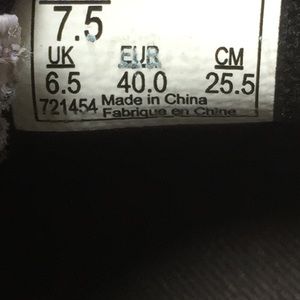 7.5
UK EUR CM
6.5 40.0 25.5
721454 Made in China
Fabrique en Chine